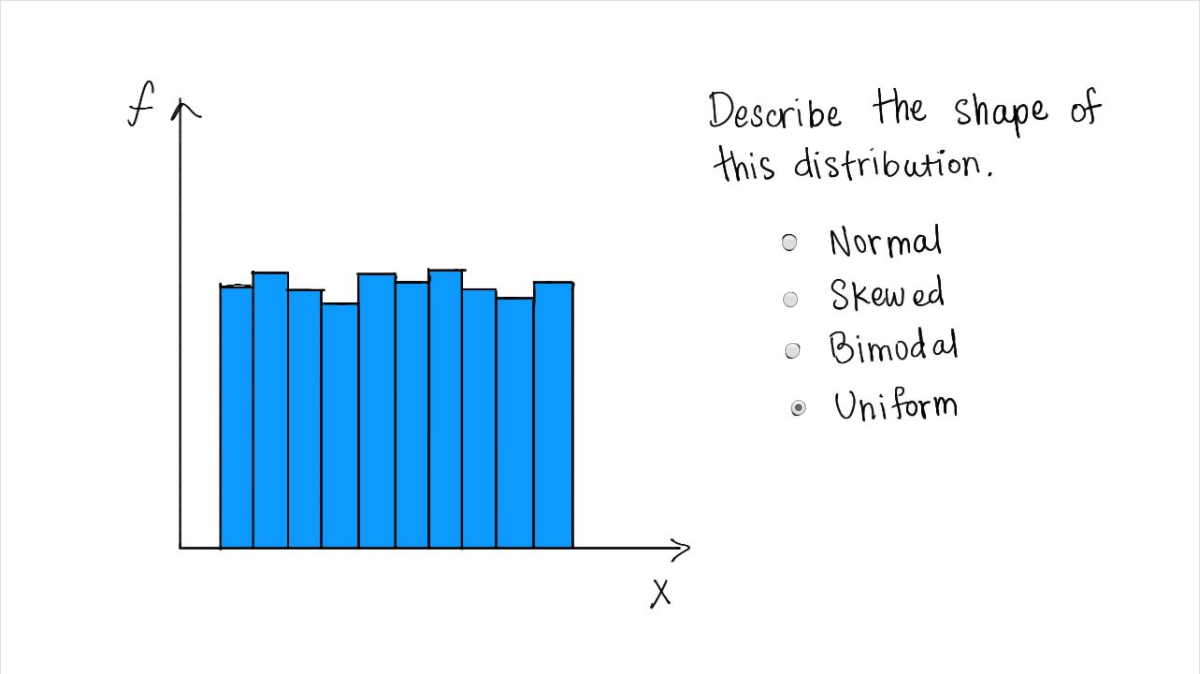 f
Describe the shape of
this distribution.
Normal
Skewed
Bimodal
Uniform
X